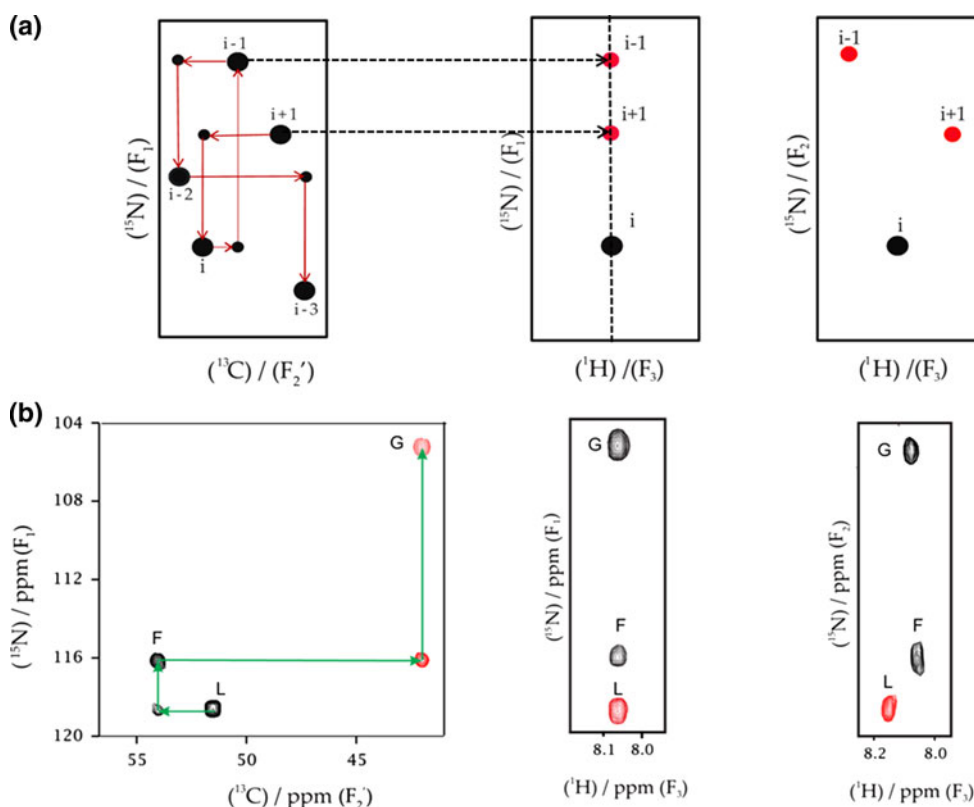 (a)
i-1
i+1
i-2
i
i-3
(¹⁵N) / (F₁)
(¹³C) / (F₂')
i-1
i+1
i
(¹⁵N) / (F₁)
(¹H) /(F₃)
i-1
i+1
i
(¹⁵N) / (F₂)
(¹H) /(F₃)
(b)
104
108
112
116
120
G
F
L
55
50
45
(¹⁵N) / ppm (F₁)
(¹³C) / ppm (F₂)
G
F
L
8.1 8.0
(¹⁵N) / ppm (F₁)
(¹H) / ppm (F₃)
G
F
L
8.2 8.0
(¹⁵N) / ppm (F₂)
(¹H) / ppm (F₃)